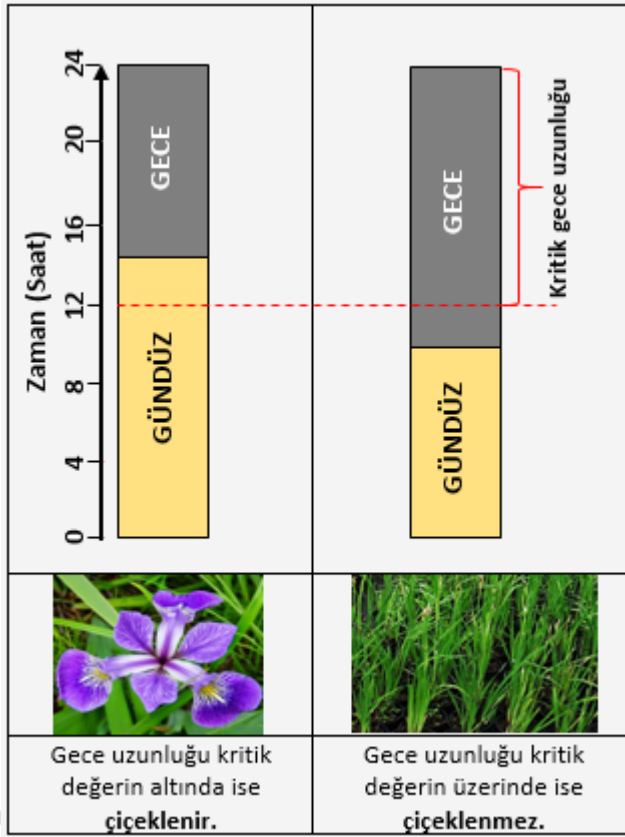 Zaman (Saat)
24
20
16
12
8
4
0
GECE
GÜNDÜZ
GECE
GÜNDÜZ
Kritik gece uzunluğu
Gece uzunluğu kritik
değerin altında ise
çiçeklenir.
Gece uzunluğu kritik
değerin üzerinde ise
çiçeklenmez.